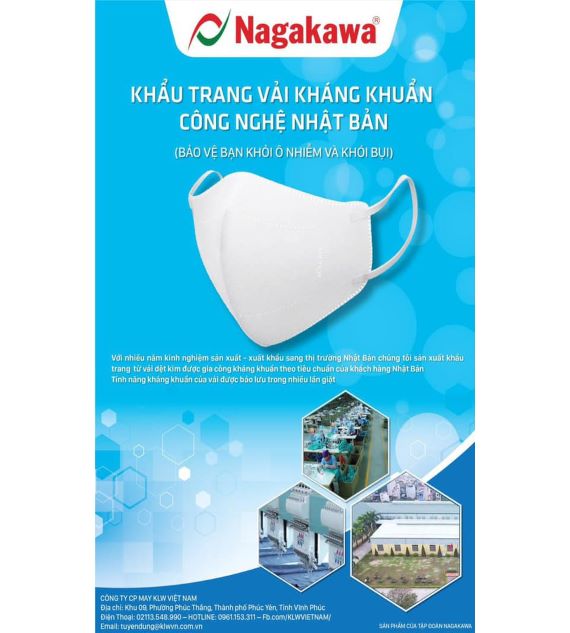 Nagakawa®
KHẨU TRANG VẢI KHÁNG KHUẨN
CÔNG NGHỆ NHẬT BẢN
(BẢO VỆ BẠN KHỎI Ô NHIỄM VÀ KHÓI BỤI)
Với nhiều năm kinh nghiệm sản xuất - xuất khẩu sang thị trường Nhật Bản chúng tôi sản xuất khẩu
trang từ vải dệt kim được gia công kháng khuẩn theo tiêu chuẩn của khách hàng Nhật Bản
Tính năng kháng khuẩn của vải được bảo lưu trong nhiều lần giặt
CÔNG TY CP MAY KLW VIỆT NAM
Địa chỉ: Khu 09, Phường Phúc Thắng, Thành phố Phúc Yên, Tỉnh Vĩnh Phúc
Điện Thoại: 02113.548.990 – HOTLINE: 0961.153.311 – Fb.com/KLWVIETNAM/
Email: tuyendung@klwvn.com.vn
SẢN PHẨM CỦA TẬP ĐOÀN NAGAKAWA